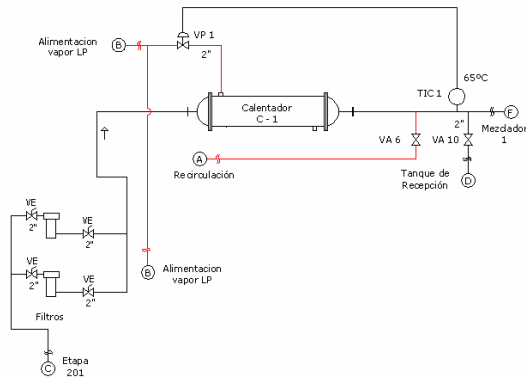 VP 1
Alimentacion
vapor LP
B
2"
65ºC
TIC 1
Calentador
C - 1
F
2"
Mezclador
1
VA 6
VA 10
A
Recirculación
Tanque de
Recepción
D
VE
2"
VE
2"
VE
2"
VE
2"
B
Alimentacion
vapor LP
Filtros
C
Etapa
201